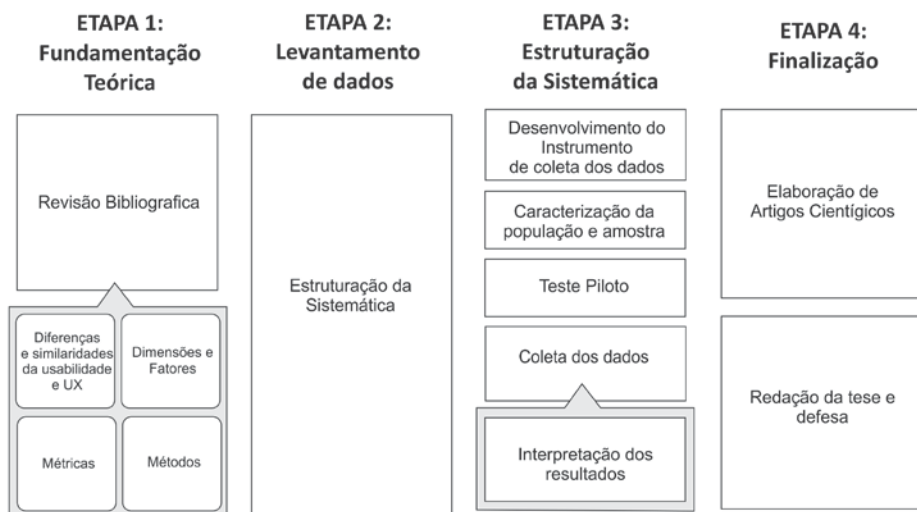 ETAPA 1:
Fundamentação
Teórica
Revisão Bibliografica
Diferenças
e similaridades
da usabilidade
e UX
Dimensões e
Fatores
Métricas
Métodos
ETAPA 2:
Levantamento
de dados
Estruturação da
Sistemática
ETAPA 3:
Estruturação
da Sistemática
Desenvolvimento do
Instrumento
de coleta dos dados
Caracterização da
população e amostra
Teste Piloto
Coleta dos dados
Interpretação dos
resultados
ETAPA 4:
Finalização
Elaboração de
Artigos Cientígicos
Redação da tese e
defesa